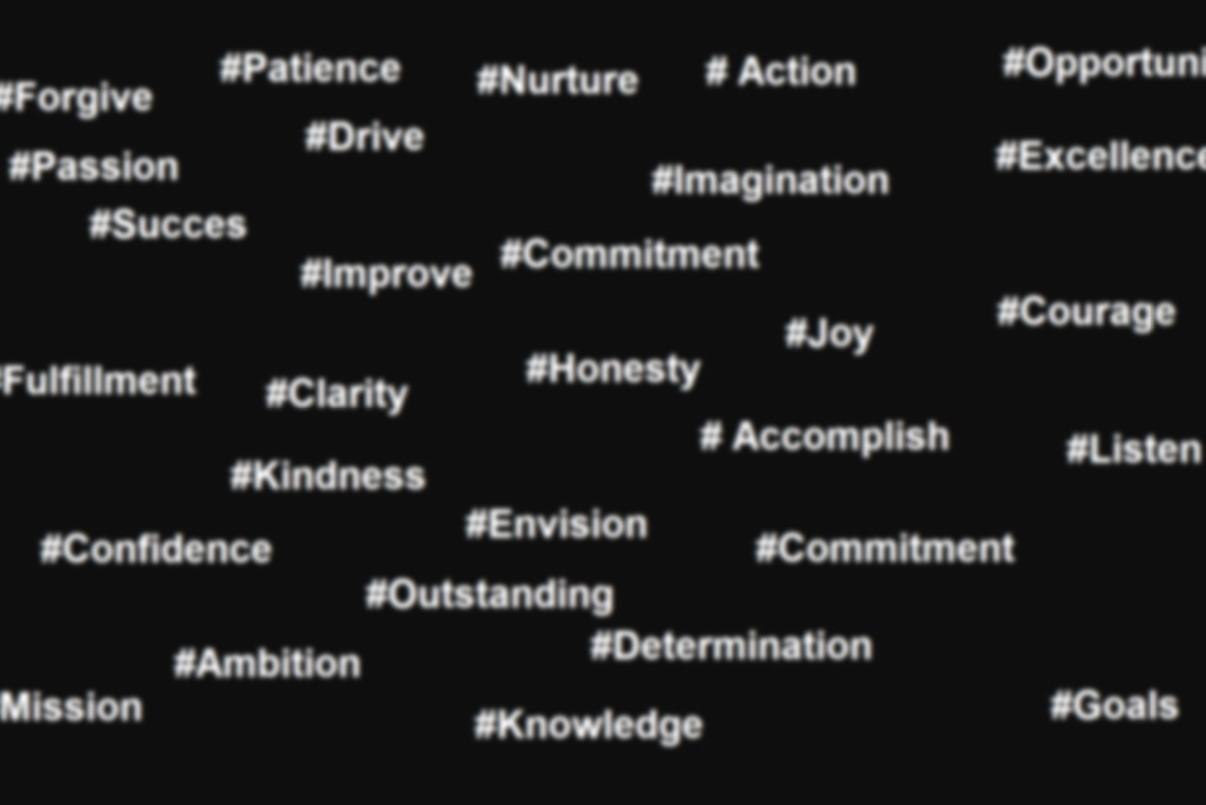 #Patience
#Nurture
# Action
#Opportuni
#Forgive
#Drive
#Passion
#Imagination
#Excellence
#Succes
#Improve
#Commitment
#Joy
#Courage
#Fulfillment
#Clarity
#Honesty
# Accomplish
#Listen
#Kindness
#Confidence
#Envision
#Commitment
#Outstanding
#Ambition
#Determination
Mission
#Knowledge
#Goals